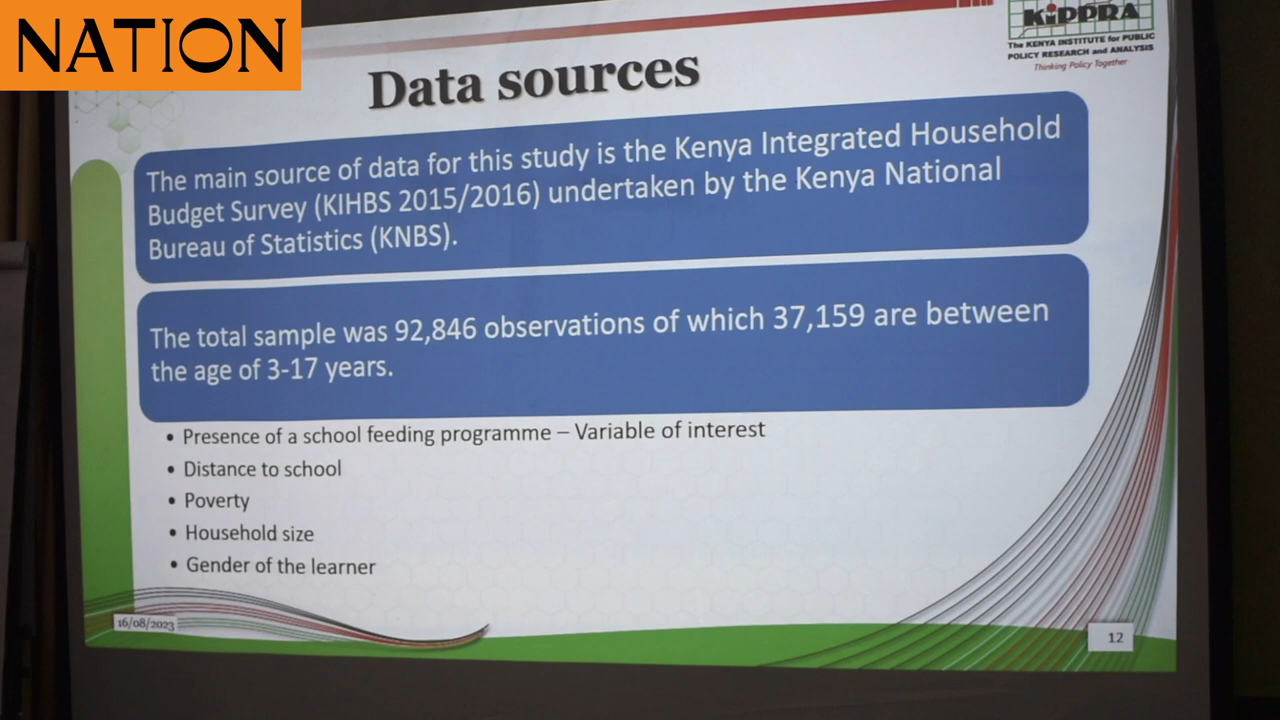 NATION
KiPPRA
The KENYA INSTITUTE for PUBLIC
POLICY RESEARCH and ANALYSIS
Thinking Policy Together
Data sources
The main source of data for this study is the Kenya Integrated Household
Budget Survey (KIHBS 2015/2016) undertaken by the Kenya National
Bureau of Statistics (KNBS).
The total sample was 92,846 observations of which 37,159 are between
the age of 3-17 years.
• Presence of a school feeding programme – Variable of interest
• Distance to school
• Poverty
• Household size
• Gender of the learner
16/08/2023
12